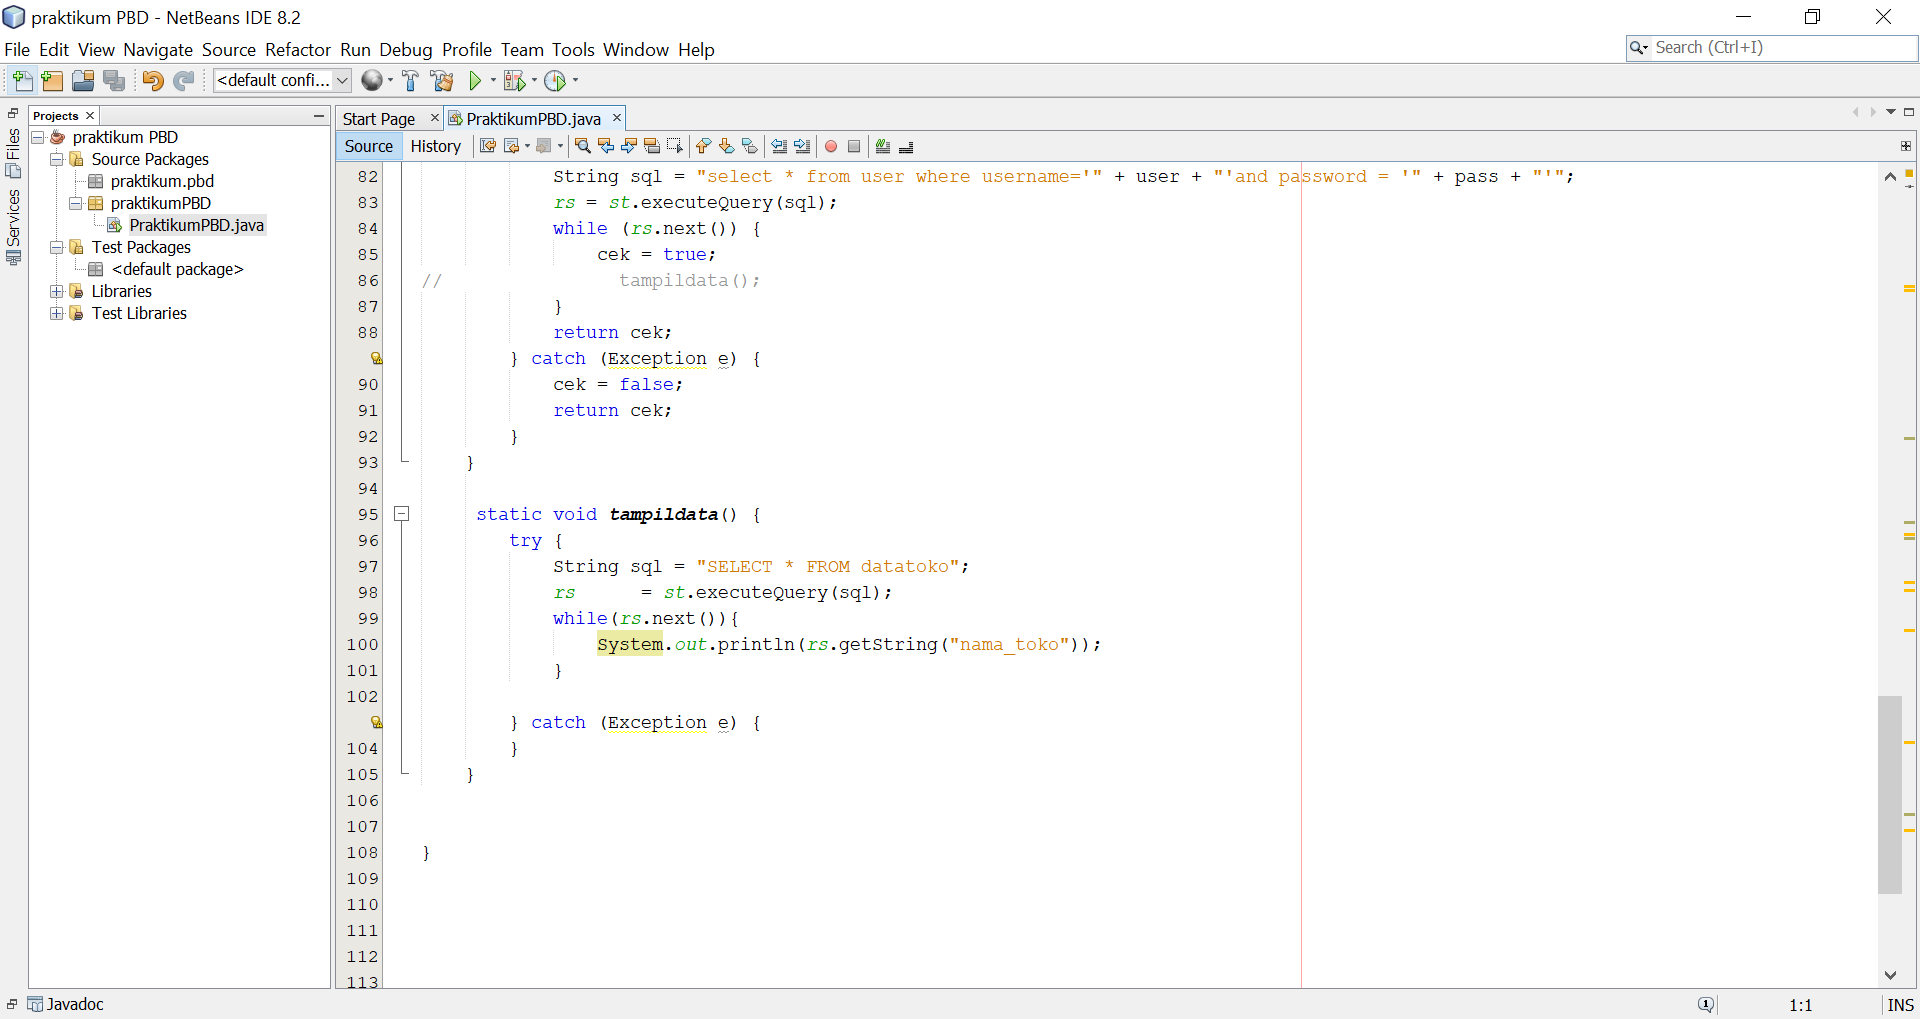 praktikum PBD - NetBeans IDE 8.2
File Edit View Navigate Source Refactor Run Debug Profile Team Tools Window Help
Search (Ctrl+I)
<default confi...
Files
Services
Projects
praktikum PBD
Source Packages
praktikum.pbd
praktikumPBD
PraktikumPBD.java
Test Packages
<default package>
Libraries
Test Libraries
Start Page
PraktikumPBD.java
Source History
82 String sql = "select * from user where username='" + user + "'and password = '" + pass + "'";
83 rs = st.executeQuery(sql);
84 while (rs.next()) {
85 cek = true;
86 // tampildata();
87 }
88 return cek;
} catch (Exception e) {
90 cek = false;
91 return cek;
92 }
93 }
94
95 static void tampildata() {
96 try {
97 String sql = "SELECT * FROM datatoko";
98 rs = st.executeQuery(sql);
99 while(rs.next()){
100 System.out.println(rs.getString("nama_toko"));
101 }
102
} catch (Exception e) {
104 }
105 }
106
107
108 }
109
110
111
112
113
Javadoc
1:1
INS